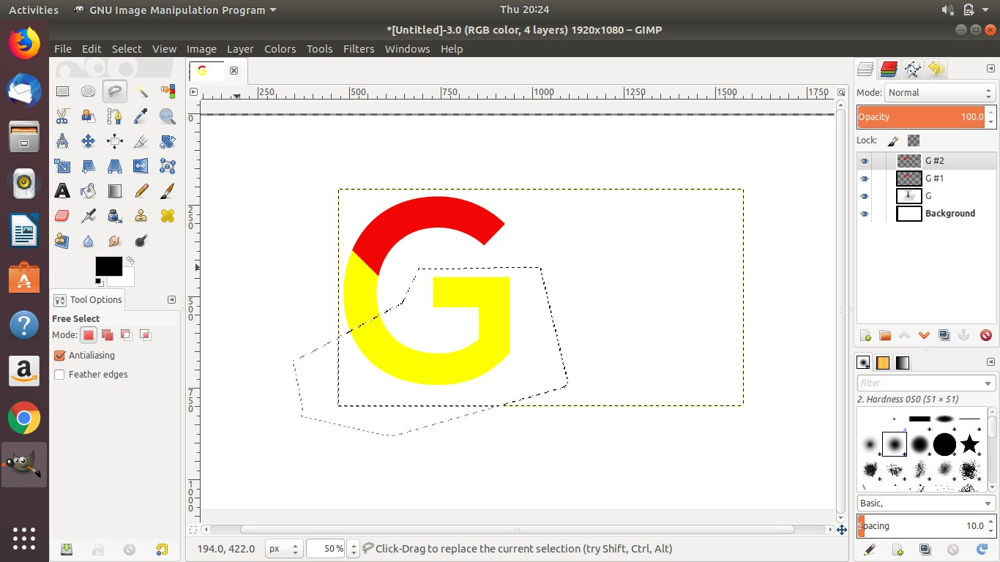 Activities GNU Image Manipulation Program Thu 20:24
*[Untitled]-3.0 (RGB color, 4 layers) 1920x1080 – GIMP
File Edit Select View Image Layer Colors Tools Filters Windows Help
G
250 500 750 1000 1250 1500 1750
Mode: Normal
Opacity 100.0
Lock:
G #2
G #1
G
Background
0
250
500
750
1000
G
Tool Options
Free Select
Mode:
Antialiasing
Feather edges
filter
2. Hardness 050 (51 × 51)
Basic,
Spacing 10.0
194.0, 422.0 px 50 % Click-Drag to replace the current selection (try Shift, Ctrl, Alt)